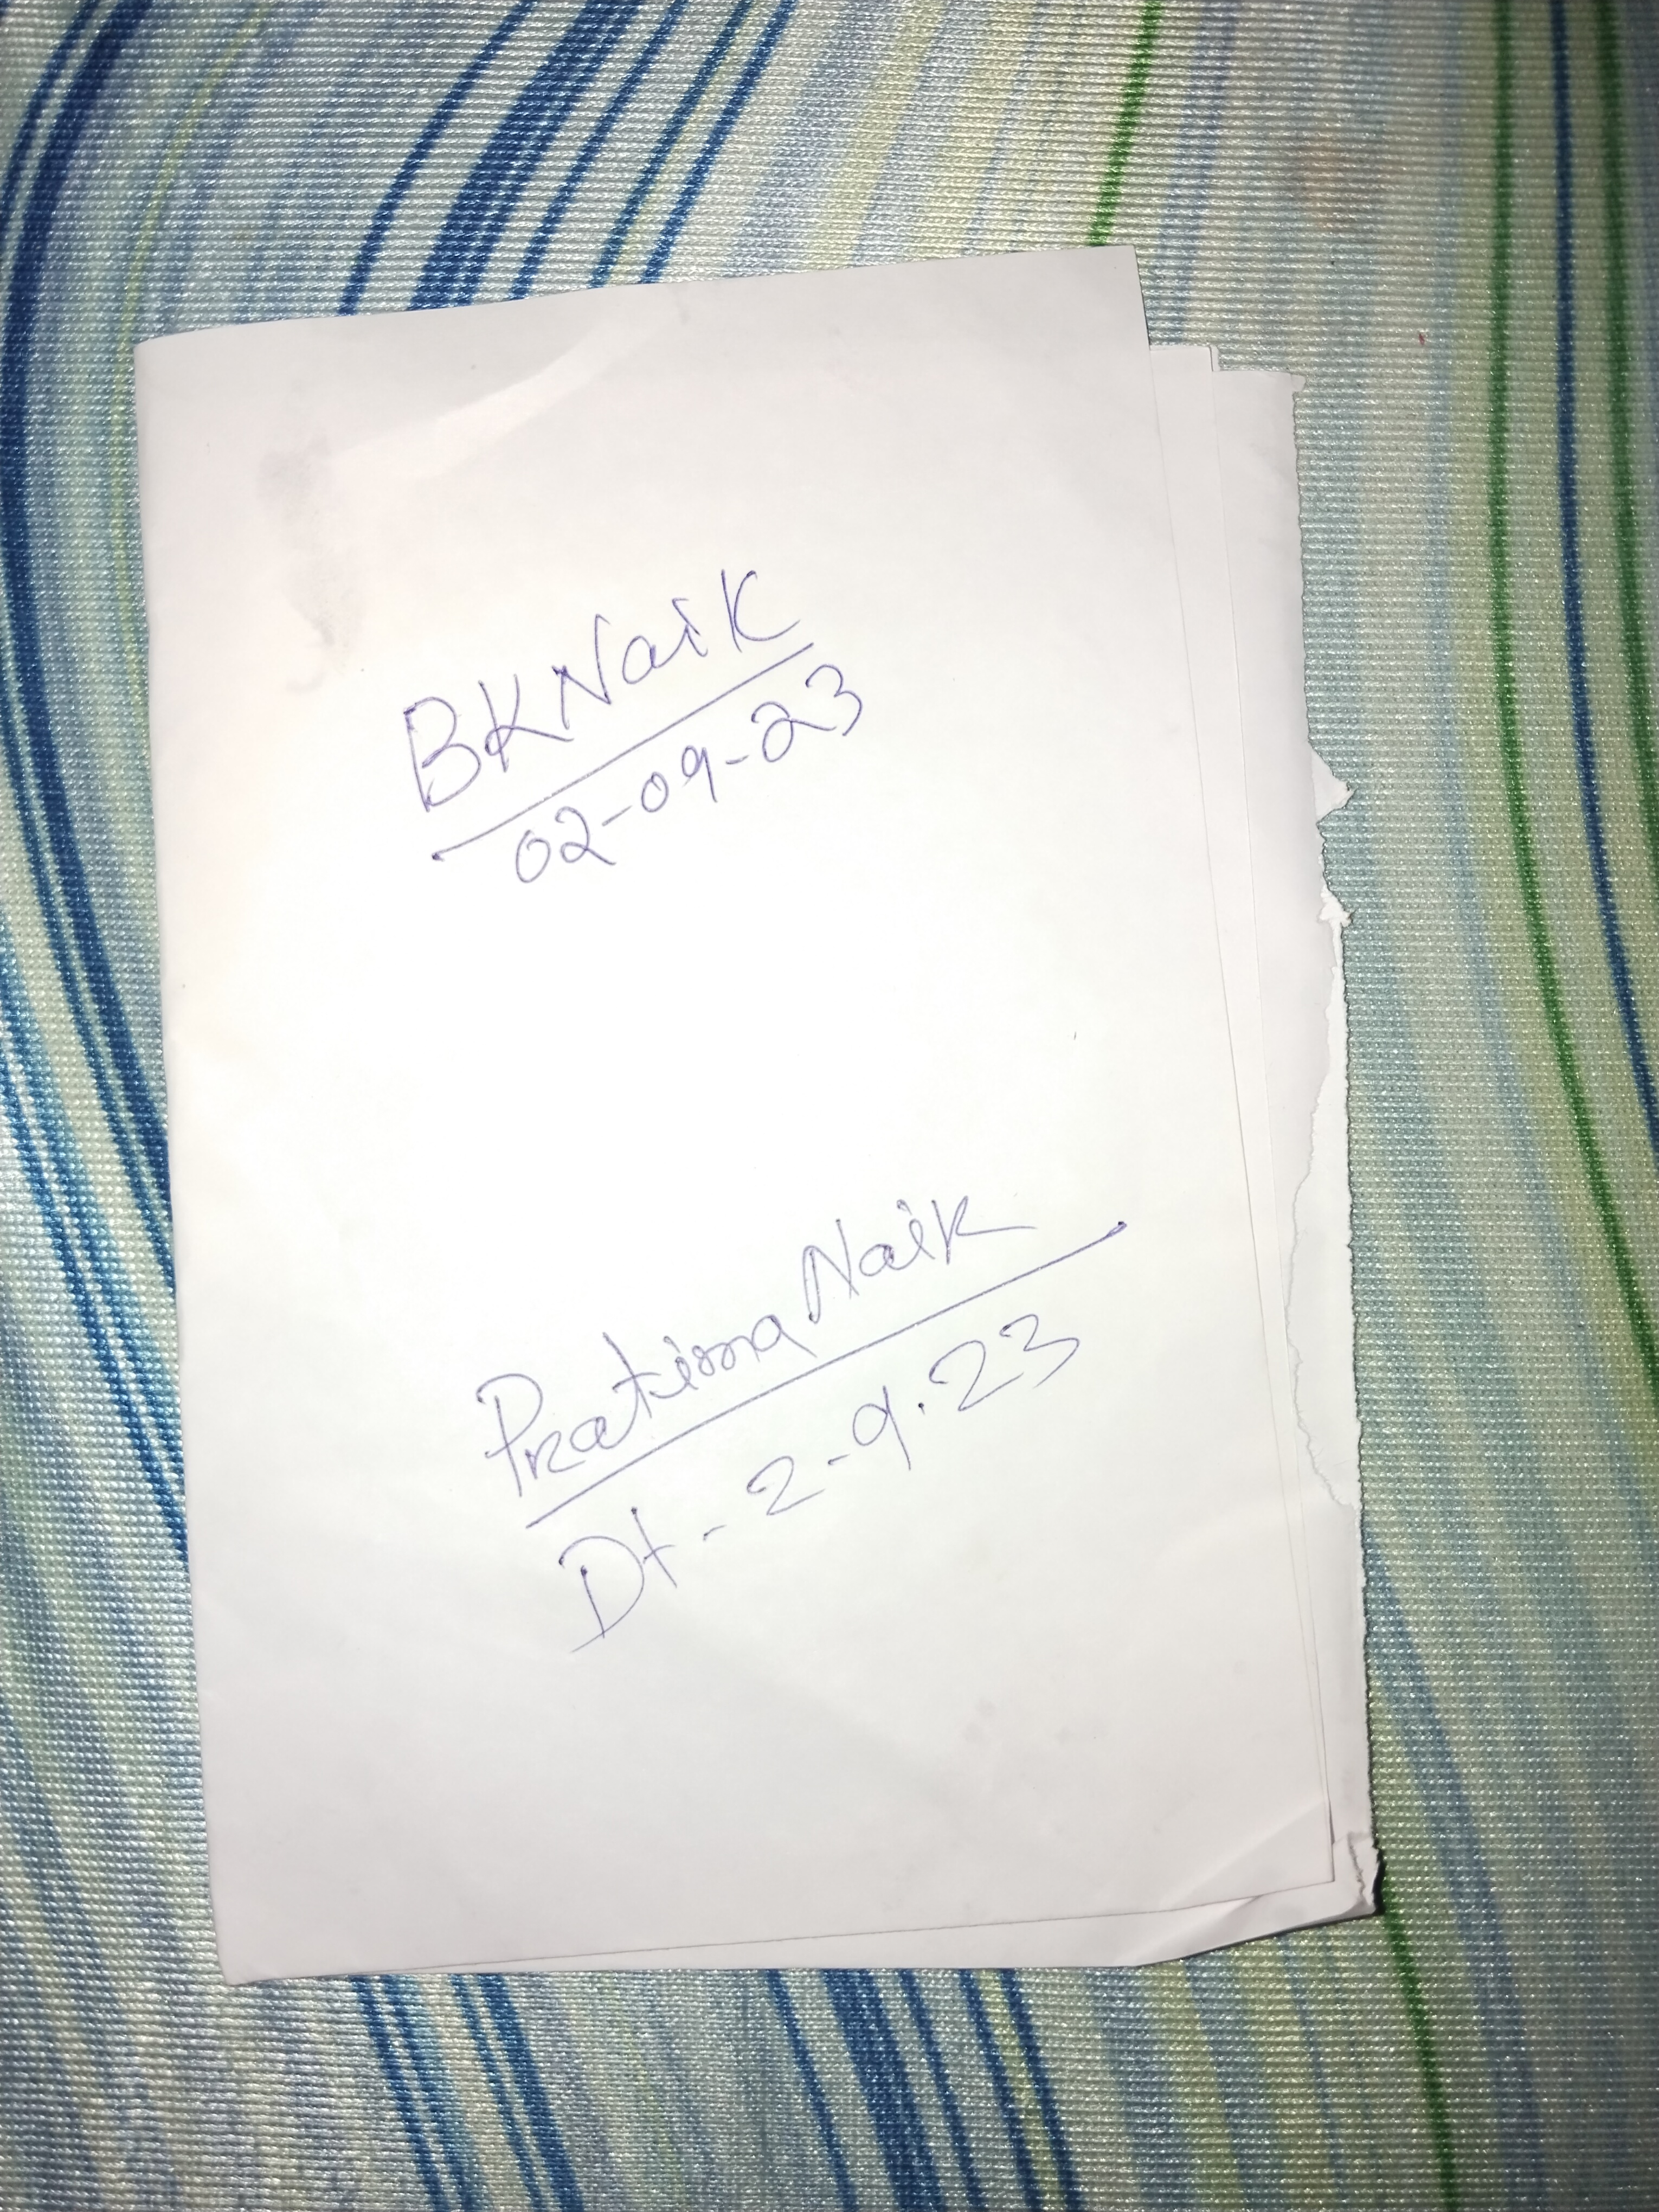 BKNaik
02-09-23
Pratima Naik
Dt - 2-9.23